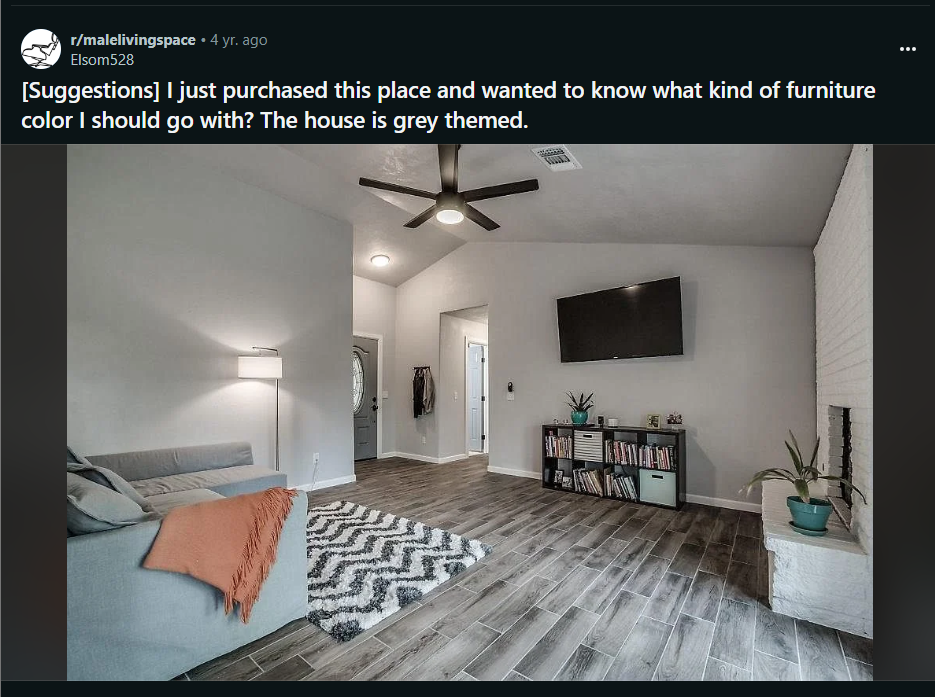 r/malelivingspace • 4 yr. ago
Elsom528
[Suggestions] I just purchased this place and wanted to know what kind of furniture
color I should go with? The house is grey themed.